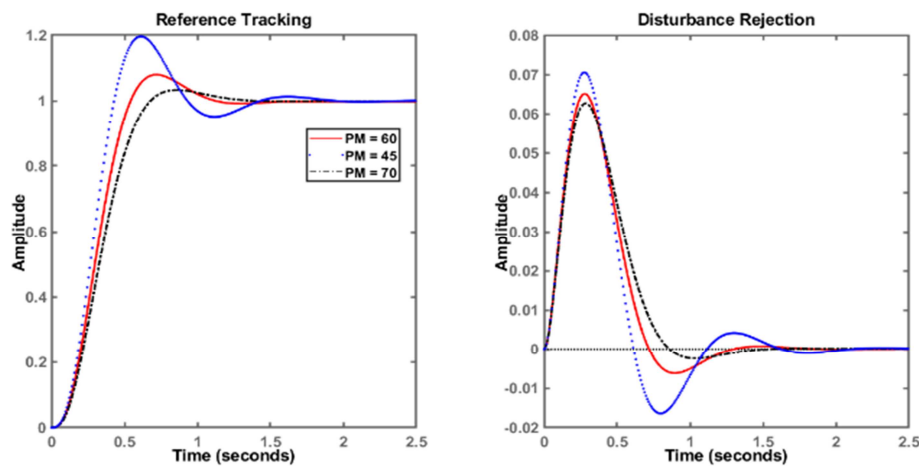 Reference Tracking
1.2
1
0.8
0.6
0.4
0.2
0
Amplitude
PM = 60
PM = 45
PM = 70
0 0.5 1 1.5 2 2.5
Time (seconds)
Disturbance Rejection
0.08
0.07
0.06
0.05
0.04
0.03
0.02
0.01
0
-0.01
-0.02
Amplitude
0 0.5 1 1.5 2 2.5
Time (seconds)